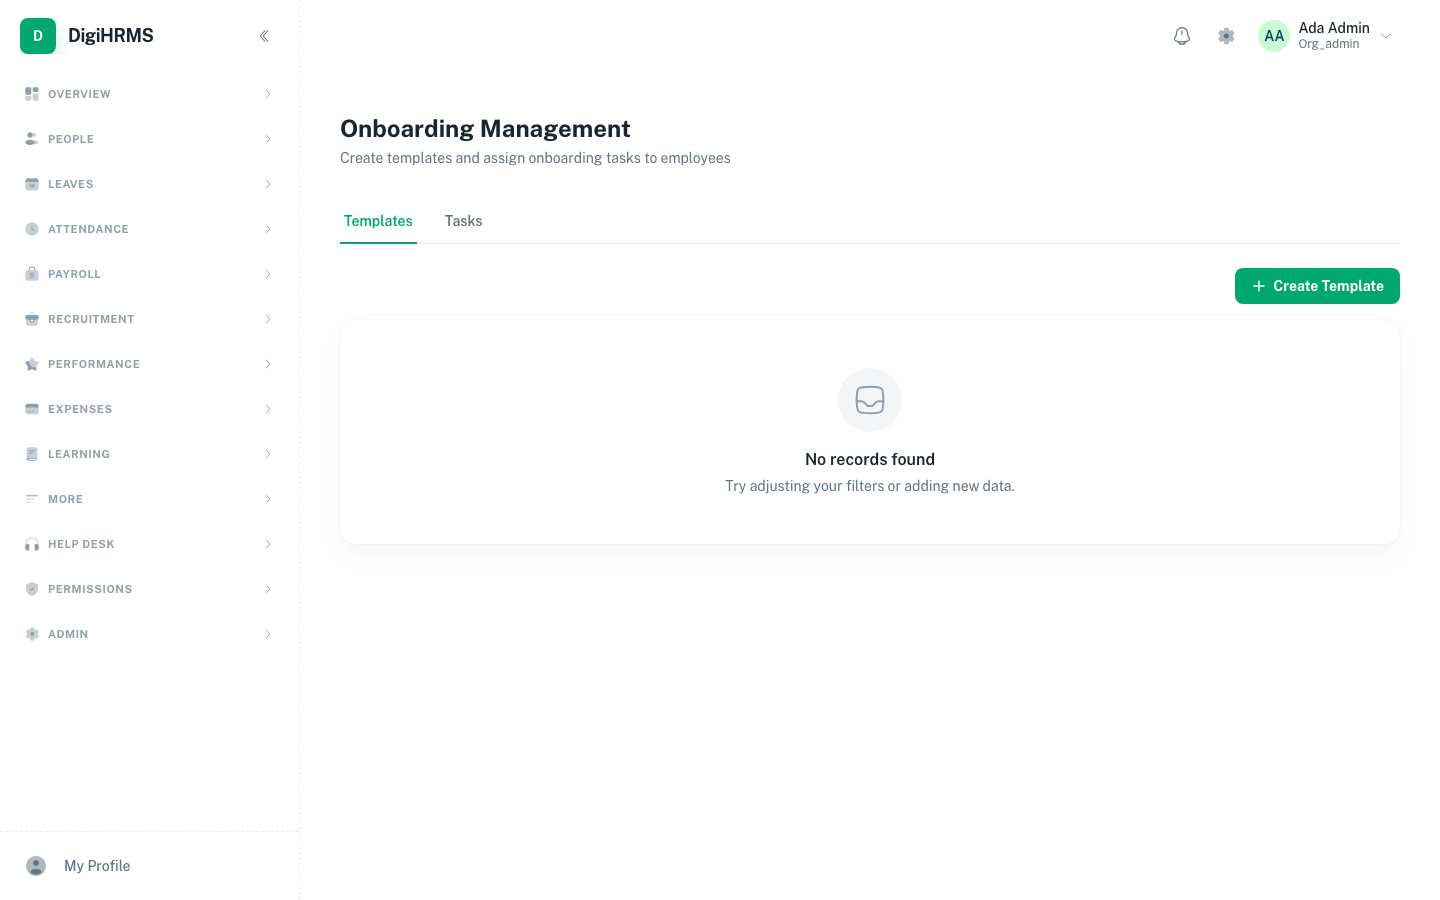 D
DigiHRMS
OVERVIEW
PEOPLE
LEAVES
ATTENDANCE
PAYROLL
RECRUITMENT
PERFORMANCE
EXPENSES
LEARNING
MORE
HELP DESK
PERMISSIONS
ADMIN
My Profile
AA
Ada Admin
Org_admin
Onboarding Management
Create templates and assign onboarding tasks to employees
Templates
Tasks
Create Template
No records found
Try adjusting your filters or adding new data.